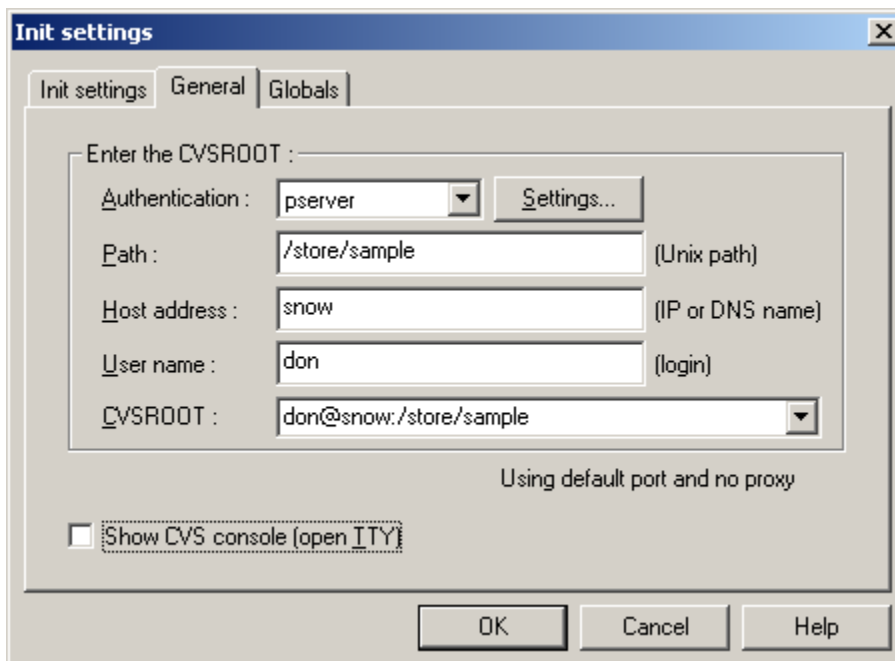 Init settings
Init settings General Globals
Enter the CVSROOT :
Authentication : pserver Settings...
Path : /store/sample (Unix path)
Host address : snow (IP or DNS name)
User name : don (login)
CVSROOT : don@snow:/store/sample
Using default port and no proxy
Show CVS console (open TTY)
OK Cancel Help